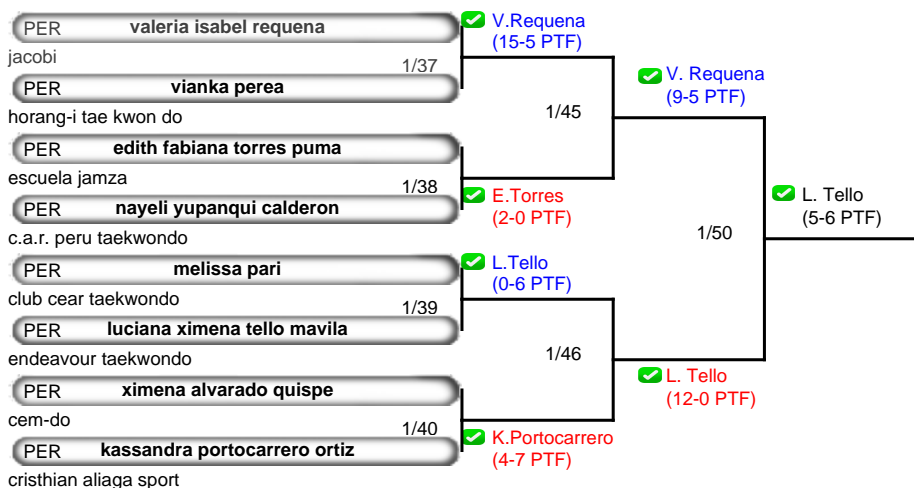 PER valeria isabel requena
jacobi
1/37
PER vianka perea
horang-i tae kwon do
PER edith fabiana torres puma
escuela jamza
1/38
PER nayeli yupanqui calderon
c.a.r. peru taekwondo
PER melissa pari
club cear taekwondo
1/39
PER luciana ximena tello mavila
endeavour taekwondo
PER ximena alvarado quispe
cem-do
1/40
PER kassandra portocarrero ortiz
cristhian aliaga sport
V.Requena
(15-5 PTF)
1/45
E.Torres
(2-0 PTF)
L.Tello
(0-6 PTF)
1/46
K.Portocarrero
(4-7 PTF)
V. Requena
(9-5 PTF)
1/50
L. Tello
(12-0 PTF)
L. Tello
(5-6 PTF)